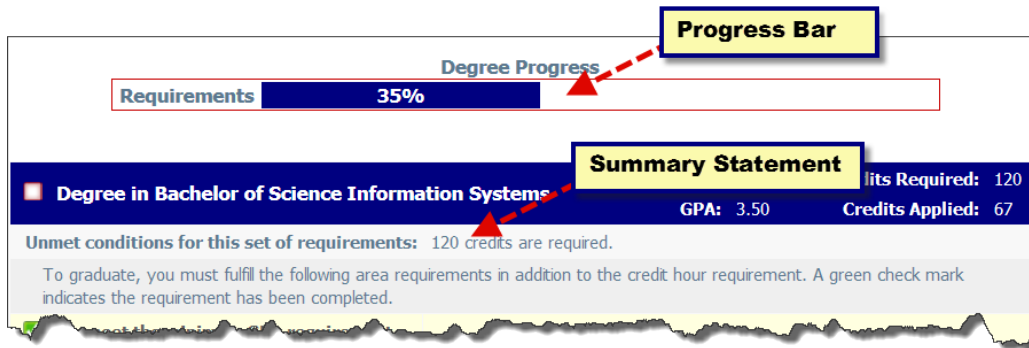 Progress Bar
Degree Progress
Requirements 35%
Summary Statement
Degree in Bachelor of Science Information Systems
Required: 120
GPA: 3.50 Credits Applied: 67
Unmet conditions for this set of requirements: 120 credits are required.
To graduate, you must fulfill the following area requirements in addition to the credit hour requirement. A green check mark
indicates the requirement has been completed.